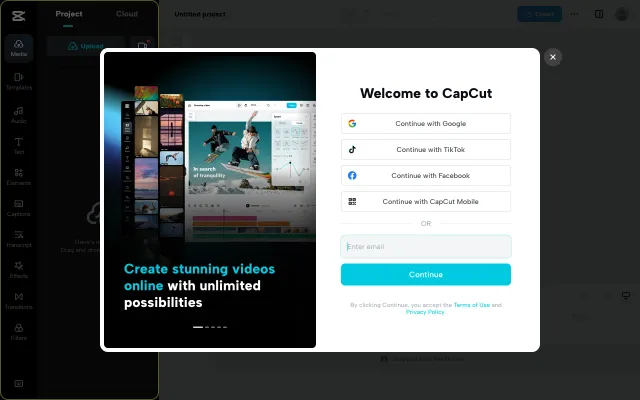 Project
Cloud
Untitled project
Export
Upload
Media
Templates
Audio
Text
Elements
Captions
Transcript
Effects
Transitions
Filters
In search
of tranquility
Create stunning videos
online with unlimited
possibilities
Welcome to CapCut
Continue with Google
Continue with TikTok
Continue with Facebook
Continue with CapCut Mobile
OR
Enter email
Continue
By clicking Continue, you accept the Terms of Use and
Privacy Policy